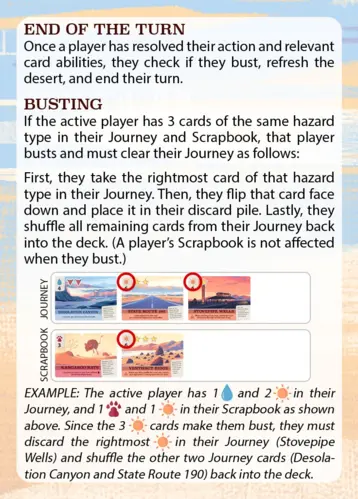 END OF THE TURN
Once a player has resolved their action and relevant
card abilities, they check if they bust, refresh the
desert, and end their turn.
BUSTING
If the active player has 3 cards of the same hazard
type in their Journey and Scrapbook, that player
busts and must clear their Journey as follows:
First, they take the rightmost card of that hazard
type in their Journey. Then, they flip that card face
down and place it in their discard pile. Lastly, they
shuffle all remaining cards from their Journey back
into the deck. (A player's Scrapbook is not affected
when they bust.)
JOURNEY
DESOLATION CANYON
STATE ROUTE 190
STOVEPIPE WELLS
SCRAPBOOK
3
EXAMPLE: The active player has 1 and 2 in their
Journey, and 1 and 1 in their Scrapbook as shown
above. Since the 3 cards make them bust, they must
discard the rightmost in their Journey (Stovepipe
Wells) and shuffle the other two Journey cards (Desola-
tion Canyon and State Route 190) back into the deck.